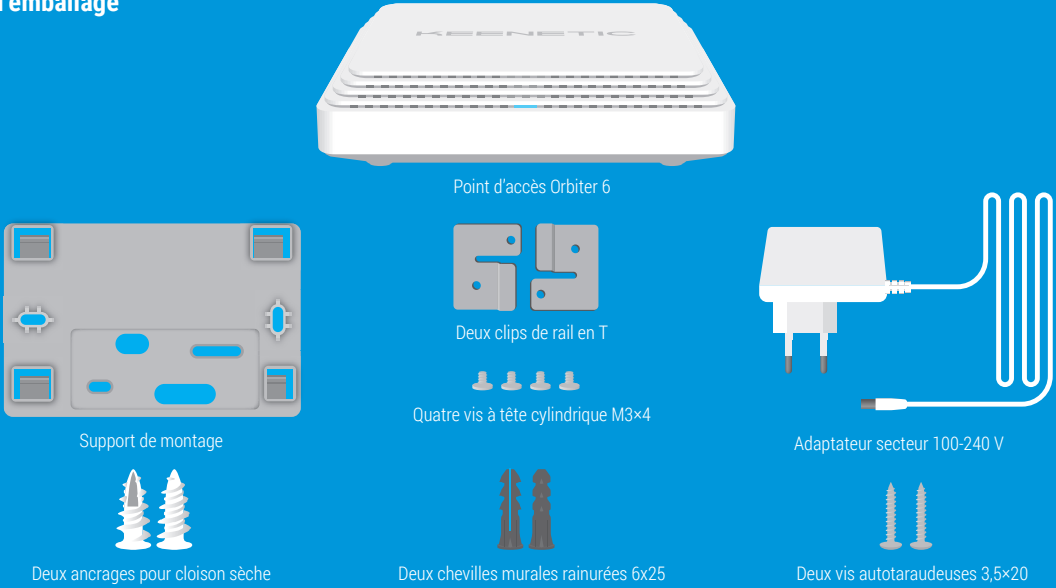 l'emballage
KEENETIC
Point d'accès Orbiter 6
Deux clips de rail en T
Quatre vis à tête cylindrique M3×4
Support de montage
Adaptateur secteur 100-240 V
Deux ancrages pour cloison sèche
Deux chevilles murales rainurées 6x25
Deux vis autotaraudeuses 3,5×20